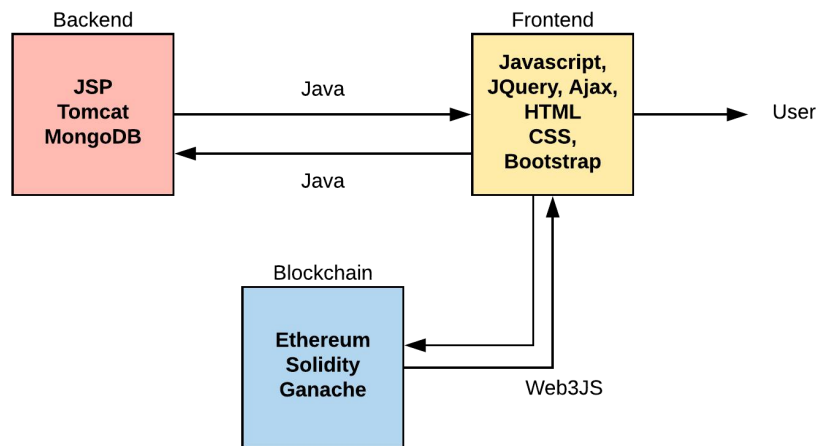 Backend
JSP
Tomcat
MongoDB
Java
Java
Frontend
Javascript,
JQuery, Ajax,
HTML
CSS,
Bootstrap
User
Blockchain
Ethereum
Solidity
Ganache
Web3JS